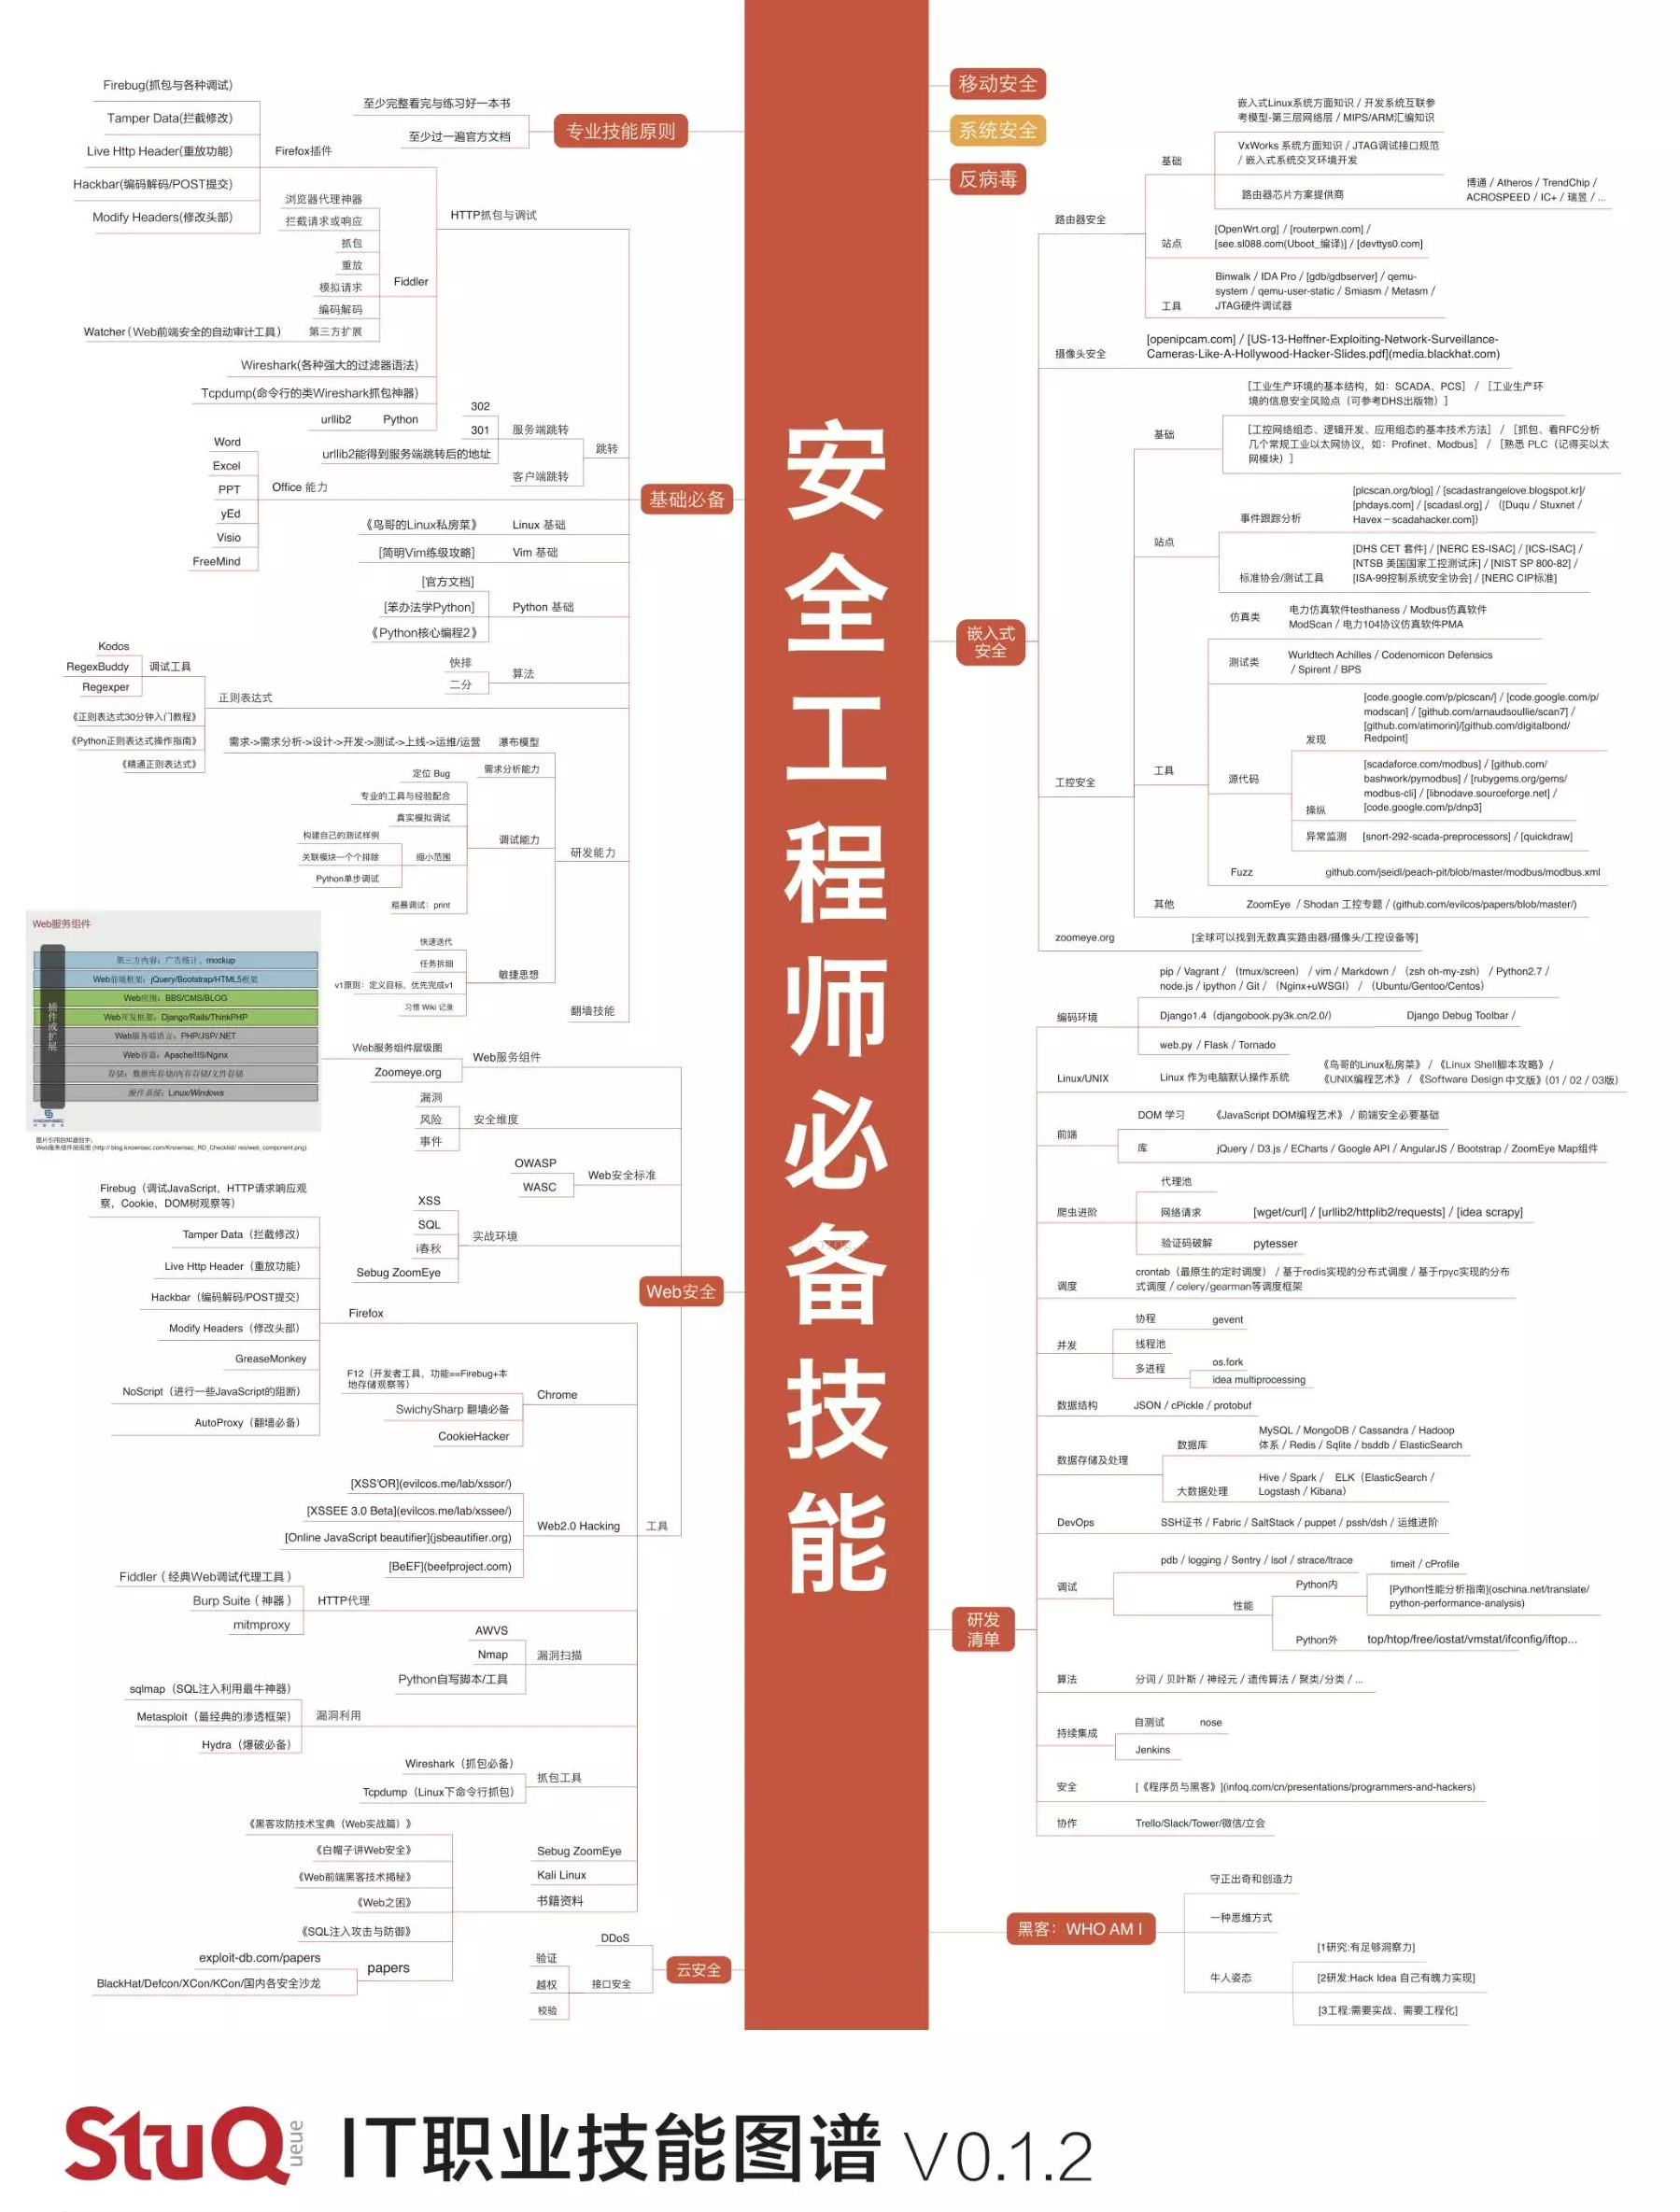 安全工程师必备技能
专业技能原则
至少完整看完与练习好一本书
至少过一遍官方文档
基础必备
HTTP抓包与调试
Firefox插件
Firebug(抓包与各种调试)
Tamper Data(拦截修改)
Live Http Header(重放功能)
Hackbar(编码解码/POST提交)
Modify Headers(修改头部)
Fiddler
浏览器代理神器
拦截请求或响应
抓包
重放
模拟请求
编码解码
第三方扩展
Watcher（Web前端安全的自动审计工具）
Wireshark(各种强大的过滤器语法)
Tcpdump(命令行的类Wireshark抓包神器)
Python
urllib2
跳转
服务端跳转
302
301
urllib2能得到服务端跳转后的地址
客户端跳转
Office 能力
Word
Excel
PPT
yEd
Visio
FreeMind
Linux 基础
《鸟哥的Linux私房菜》
Vim 基础
[简明Vim练级攻略]
Python 基础
[官方文档]
[笨办法学Python]
《Python核心编程2》
算法
快排
二分
正则表达式
调试工具
Kodos
RegexBuddy
Regexper
《正则表达式30分钟入门教程》
《Python正则表达式操作指南》
《精通正则表达式》
研发能力
瀑布模型
需求->需求分析->设计->开发->测试->上线->运维/运营
需求分析能力
调试能力
定位 Bug
专业的工具与经验配合
真实模拟调试
缩小范围
构建自己的测试样例
关联模块一个个排除
Python单步调试
粗暴调试：print
敏捷思想
快速迭代
任务拆细
v1原则：定义目标，优先完成v1
习惯 Wiki 记录
翻墙技能
Web安全
Web服务组件
Web服务组件层级图
Web服务组件
插件或扩展
第三方内容：广告统计、mockup
Web前端框架：jQuery/Bootstrap/HTML5框架
Web应用：BBS/CMS/BLOG
Web开发框架：Django/Rails/ThinkPHP
Web服务端语言：PHP/JSP/.NET
Web容器：Apache/IIS/Nginx
存储：数据库存储/内存存储/文件存储
操作系统：Linux/Windows
KNOWNSEC
图片引用自知道创宇：
Web服务组件层级图 (http:// blog.knownsec.com/Knownsec_RD_Checklist/ res/web_component.png)
Zoomeye.org
安全维度
漏洞
风险
事件
Web安全标准
OWASP
WASC
实战环境
XSS
SQL
i春秋
Sebug ZoomEye
工具
Firefox
Firebug（调试JavaScript，HTTP请求响应观
察，Cookie，DOM树观察等）
Tamper Data（拦截修改）
Live Http Header（重放功能）
Hackbar（编码解码/POST提交）
Modify Headers（修改头部）
GreaseMonkey
NoScript（进行一些JavaScript的阻断）
AutoProxy（翻墙必备）
Chrome
F12（开发者工具，功能==Firebug+本
地存储观察等）
SwichySharp 翻墙必备
CookieHacker
Web2.0 Hacking
[XSS'OR](evilcos.me/lab/xssor/)
[XSSEE 3.0 Beta](evilcos.me/lab/xssee/)
[Online JavaScript beautifier](jsbeautifier.org)
[BeEF](beefproject.com)
HTTP代理
Fiddler（经典Web调试代理工具）
Burp Suite（神器）
mitmproxy
漏洞扫描
AWVS
Nmap
Python自写脚本/工具
漏洞利用
sqlmap（SQL注入利用最牛神器）
Metasploit（最经典的渗透框架）
Hydra（爆破必备）
抓包工具
Wireshark（抓包必备）
Tcpdump（Linux下命令行抓包）
Sebug ZoomEye
Kali Linux
书籍资料
《黑客攻防技术宝典（Web实战篇）》
《白帽子讲Web安全》
《Web前端黑客技术揭秘》
《Web之困》
《SQL注入攻击与防御》
papers
exploit-db.com/papers
BlackHat/Defcon/XCon/KCon/国内各安全沙龙
云安全
DDoS
接口安全
验证
越权
校验
移动安全
系统安全
反病毒
嵌入式
安全
路由器安全
基础
嵌入式Linux系统方面知识 / 开发系统互联参
考模型-第三层网络层 / MIPS/ARM汇编知识
VxWorks 系统方面知识 / JTAG调试接口规范
/ 嵌入式系统交叉环境开发
路由器芯片方案提供商
博通 / Atheros / TrendChip /
ACROSPEED / IC+ / 瑞昱 / ...
站点
[OpenWrt.org] / [routerpwn.com] /
[see.sl088.com(Uboot_编译)] / [devttys0.com]
工具
Binwalk / IDA Pro / [gdb/gdbserver] / qemu-
system / qemu-user-static / Smiasm / Metasm /
JTAG硬件调试器
摄像头安全
[openipcam.com] / [US-13-Heffner-Exploiting-Network-Surveillance-
Cameras-Like-A-Hollywood-Hacker-Slides.pdf](media.blackhat.com)
工控安全
基础
[工业生产环境的基本结构，如：SCADA、PCS] / [工业生产环
境的信息安全风险点（可参考DHS出版物）]
[工控网络组态、逻辑开发、应用组态的基本技术方法] / [抓包、看RFC分析
几个常规工业以太网协议，如：Profinet、Modbus] / [熟悉 PLC（记得买以太
网模块）]
站点
事件跟踪分析
[plcscan.org/blog] / [scadastrangelove.blogspot.kr]/
[phdays.com] / [scadasl.org] / （[Duqu / Stuxnet /
Havex－scadahacker.com]）
标准协会/测试工具
[DHS CET 套件] / [NERC ES-ISAC] / [ICS-ISAC] /
[NTSB 美国国家工控测试床] / [NIST SP 800-82] /
[ISA-99控制系统安全协会] / [NERC CIP标准]
工具
仿真类
电力仿真软件testhaness / Modbus仿真软件
ModScan / 电力104协议仿真软件PMA
测试类
Wurldtech Achilles / Codenomicon Defensics
/ Spirent / BPS
源代码
发现
[code.google.com/p/plcscan/] / [code.google.com/p/
modscan] / [github.com/arnaudsoullie/scan7] /
[github.com/atimorin]/[github.com/digitalbond/
Redpoint]
操纵
[scadaforce.com/modbus] / [github.com/
bashwork/pymodbus] / [rubygems.org/gems/
modbus-cli] / [libnodave.sourceforge.net] /
[code.google.com/p/dnp3]
异常监测
[snort-292-scada-preprocessors] / [quickdraw]
Fuzz
github.com/jseidl/peach-pit/blob/master/modbus/modbus.xml
其他
ZoomEye / Shodan 工控专题 / (github.com/evilcos/papers/blob/master/)
zoomeye.org
[全球可以找到无数真实路由器/摄像头/工控设备等]
研发
清单
编码环境
pip / Vagrant / （tmux/screen） / vim / Markdown / （zsh oh-my-zsh） / Python2.7 /
node.js / ipython / Git / （Nginx+uWSGI） / （Ubuntu/Gentoo/Centos）
Django1.4（djangobook.py3k.cn/2.0/）
Django Debug Toolbar /
web.py / Flask / Tornado
Linux/UNIX
Linux 作为电脑默认操作系统
《鸟哥的Linux私房菜》 / 《Linux Shell脚本攻略》 /
《UNIX编程艺术》 / 《Software Design 中文版》（01 / 02 / 03版）
前端
DOM 学习
《JavaScript DOM编程艺术》 / 前端安全必要基础
库
jQuery / D3.js / ECharts / Google API / AngularJS / Bootstrap / ZoomEye Map组件
爬虫进阶
代理池
网络请求
[wget/curl] / [urllib2/httplib2/requests] / [idea scrapy]
验证码破解
pytesser
调度
crontab（最原生的定时调度） / 基于redis实现的分布式调度 / 基于rpyc实现的分布
式调度 / celery/gearman等调度框架
并发
协程
gevent
线程池
多进程
os.fork
idea multiprocessing
数据结构
JSON / cPickle / protobuf
数据存储及处理
数据库
MySQL / MongoDB / Cassandra / Hadoop
体系 / Redis / Sqlite / bsddb / ElasticSearch
大数据处理
Hive / Spark / ELK（ElasticSearch /
Logstash / Kibana）
DevOps
SSH证书 / Fabric / SaltStack / puppet / pssh/dsh / 运维进阶
调试
pdb / logging / Sentry / lsof / strace/ltrace
性能
Python内
timeit / cProfile
[Python性能分析指南](oschina.net/translate/
python-performance-analysis)
Python外
top/htop/free/iostat/vmstat/ifconfig/iftop...
算法
分词 / 贝叶斯 / 神经元 / 遗传算法 / 聚类/分类 / ...
持续集成
自测试
nose
Jenkins
安全
[《程序员与黑客》](infoq.com/cn/presentations/programmers-and-hackers)
协作
Trello/Slack/Tower/微信/立会
黑客：WHO AM I
守正出奇和创造力
一种思维方式
牛人姿态
[1研究:有足够洞察力]
[2研发:Hack Idea 自己有魄力实现]
[3工程:需要实战、需要工程化]
StuQ
ueue
IT职业技能图谱 V0.1.2